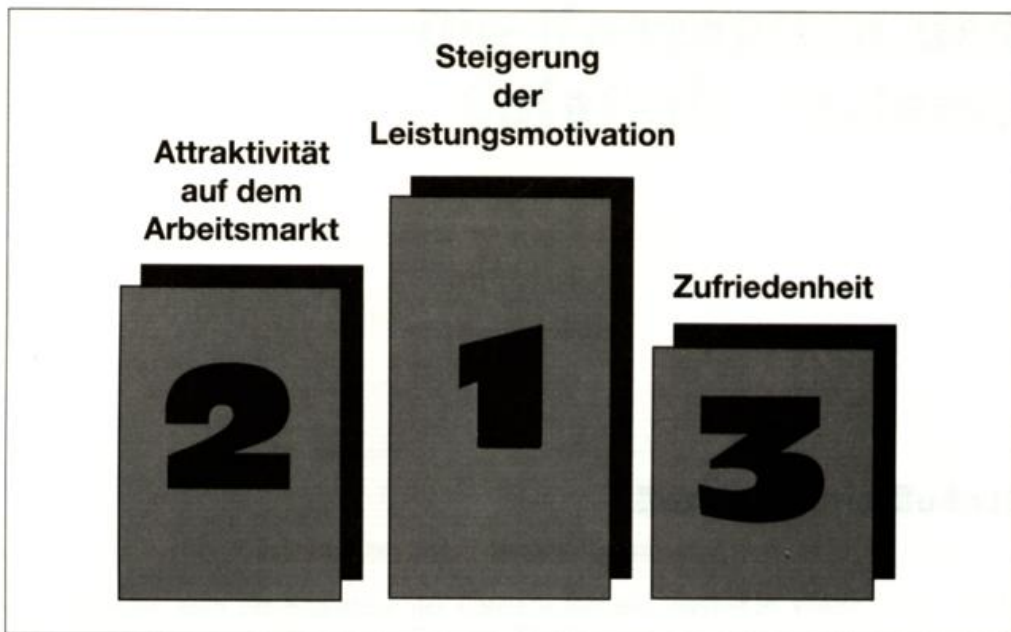 Steigerung
der
Leistungsmotivation
Attraktivität
auf dem
Arbeitsmarkt
Zufriedenheit
2
1
3